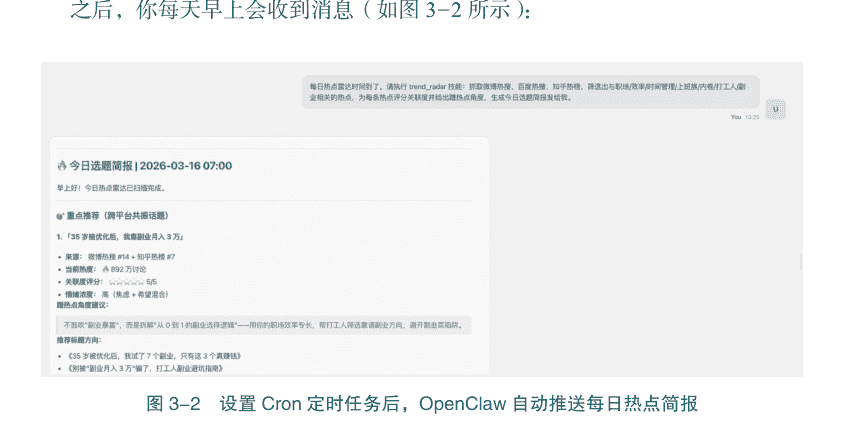 之后，你每天早上会收到消息（如图 3-2 所示）：
每日热点雷达时间到了。请执行 trend_radar 技能：抓取微博热搜、百度热搜、知乎热榜，筛选出与职场/效率/时间管理/上班族/内卷/打工人/副
业相关的热点，为每条热点评分关联度并给出蹭热点角度，生成今日选题简报发给我。
U
You 13:25
🔥 今日选题简报 | 2026-03-16 07:00
早上好！今日热点雷达已扫描完成。
🎯 重点推荐（跨平台共振话题）
1. 「35 岁被优化后，我靠副业月入 3 万」
• 来源： 微博热搜 #14 + 知乎热榜 #7
• 当前热度： 🔥 892 万讨论
• 关联度评分： ⭐⭐⭐⭐⭐ 5/5
• 情绪浓度： 高（焦虑 + 希望混合）
蹭热点角度建议：
不鼓吹"副业暴富"，而是拆解"从 0 到 1 的副业选择逻辑"——用你的职场效率专长，帮打工人筛选靠谱副业方向，避开割韭菜陷阱。
推荐标题方向：
• 《35 岁被优化后，我试了 7 个副业，只有这 3 个真赚钱》
• 《别被"副业月入 3 万"骗了，打工人副业避坑指南》
图 3-2 设置 Cron 定时任务后，OpenClaw 自动推送每日热点简报